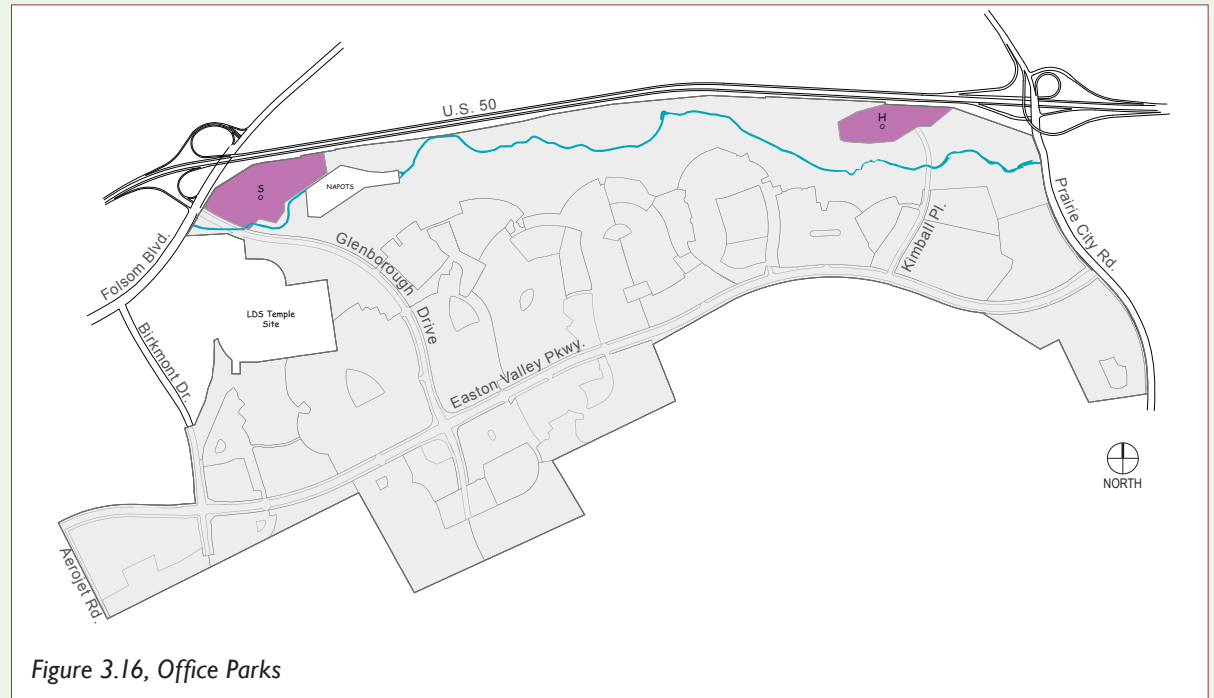 U.S. 50
H
S
NAPOTS
Folsom Blvd.
Glenborough Drive
Kimball Pl.
Prairie City Rd.
LDS Temple
Site
Birkmont Dr.
Easton Valley Pkwy.
NORTH
Aerojet Rd.
Figure 3.16, Office Parks